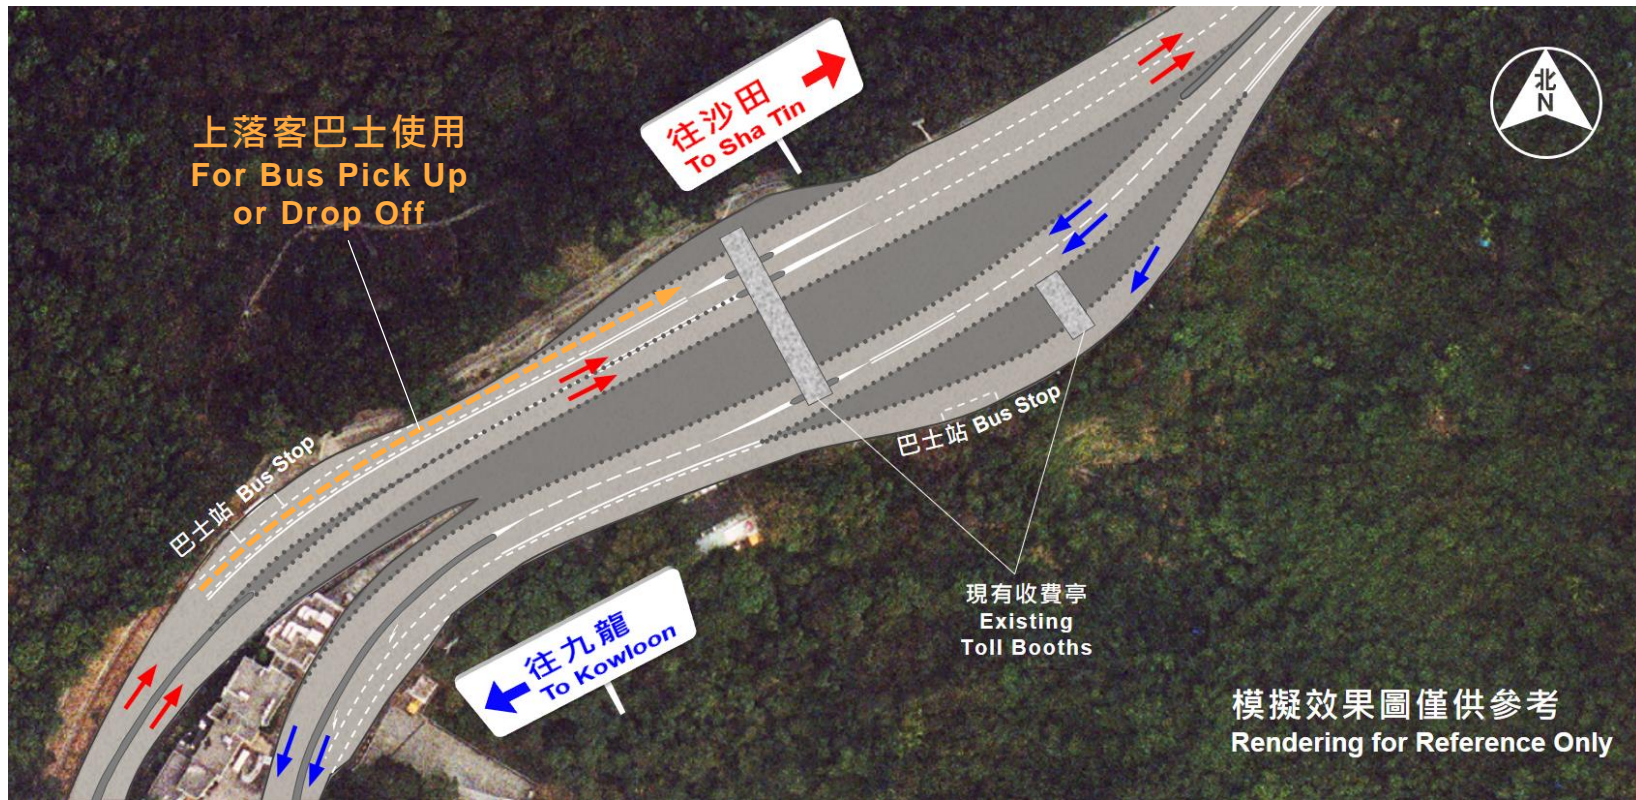 上落客巴士使用
For Bus Pick Up
or Drop Off
往沙田
To Sha Tin
北
N
巴士站 Bus Stop
巴士站 Bus Stop
現有收費亭
Existing
Toll Booths
往九龍
To Kowloon
模擬效果圖僅供參考
Rendering for Reference Only